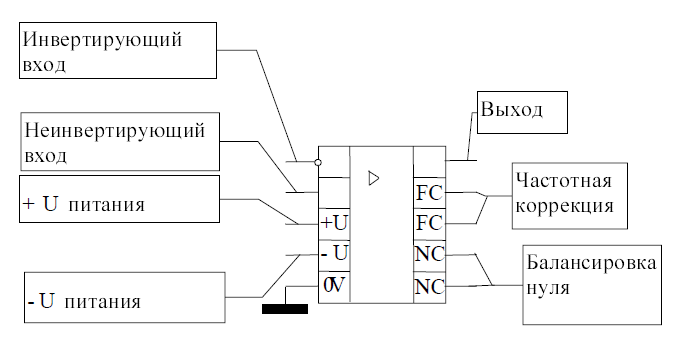 Инвертирующий
вход
Неинвертирующий
вход
+ U питания
- U питания
+U
- U
0V
FC
FC
NC
NC
Выход
Частотная
коррекция
Балансировка
нуля